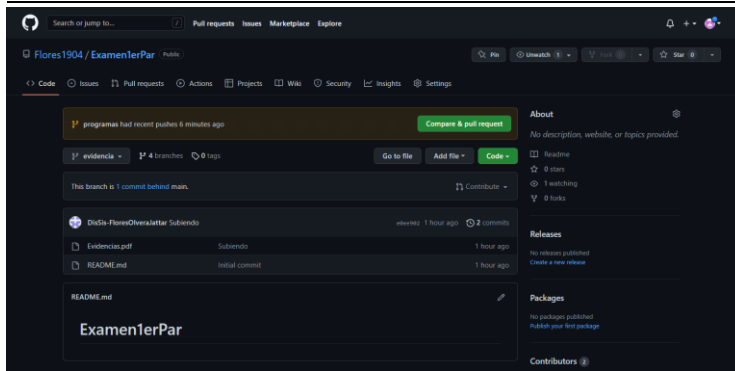 Search or jump to... /
Pull requests Issues Marketplace Explore
Flores1904 / Examen1erPar Public
Pin
Unwatch 1
Star 0
Code
Issues
Pull requests
Actions
Projects
Wiki
Security
Insights
Settings
programas had recent pushes 6 minutes ago
Compare & pull request
evidencia
4 branches
0 tags
Go to file
Add file
Code
This branch is 1 commit behind main.
Contribute
DisSis-FloresOlveraJattar Subiendo
1 hour ago
2 commits
Evidencias.pdf Subiendo 1 hour ago
README.md Initial commit 1 hour ago
README.md
Examen1erPar
About
No description, website, or topics provided.
Readme
0 stars
1 watching
0 forks
Releases
No releases published
Create a new release
Packages
No packages published
Publish your first package
Contributors 2